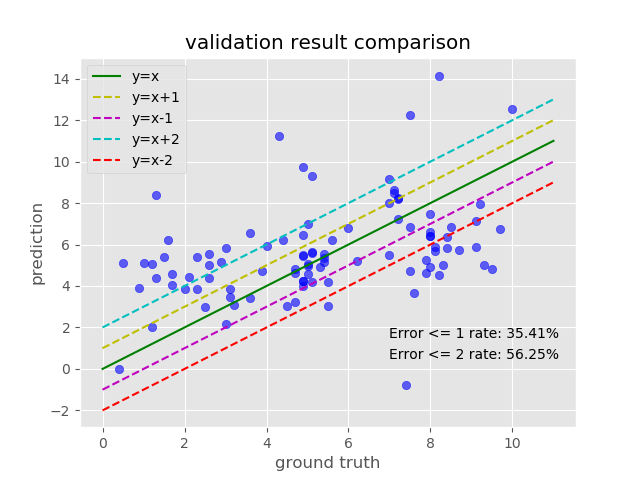 validation result comparison
y=x
y=x+1
y=x-1
y=x+2
y=x-2
14
12
10
8
6
4
2
0
−2
prediction
Error <= 1 rate: 35.41%
Error <= 2 rate: 56.25%
0
2
4
6
8
10
ground truth